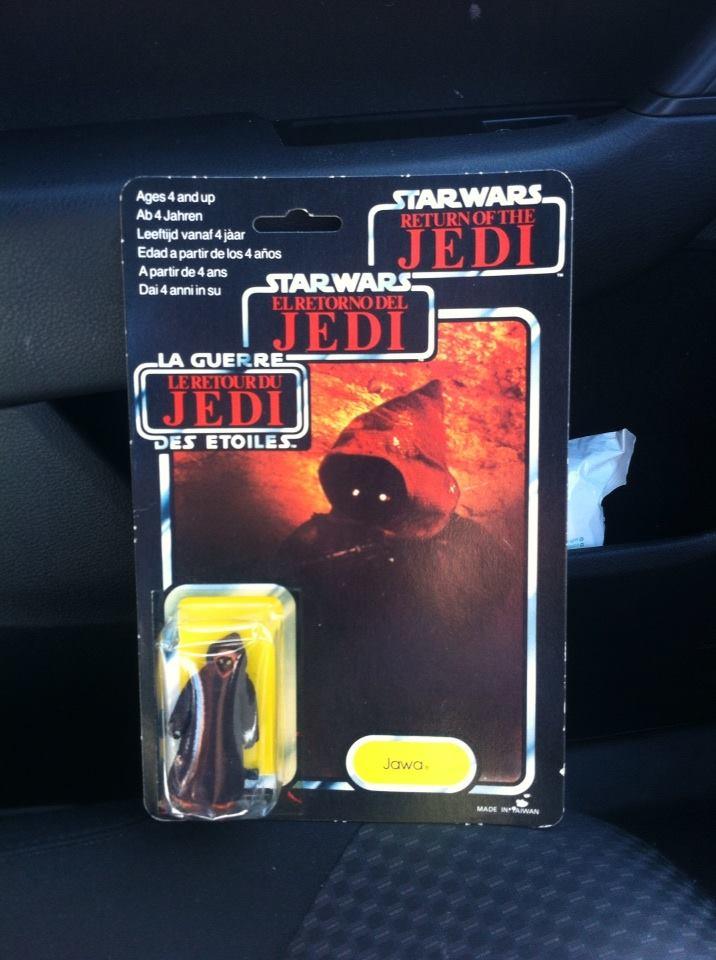 Ages 4 and up
Ab 4 Jahren
Leeftijd vanaf 4 jàar
Edad a partir de los 4 años
A partir de 4 ans
Dai 4 anni in su
STAR WARS
RETURN OF THE
JEDI
TM
STAR WARS
EL RETORNO DEL
JEDI
LA GUERRE
LE RETOUR DU
JEDI
DES ETOILES
Jawa
MADE IN TAIWAN